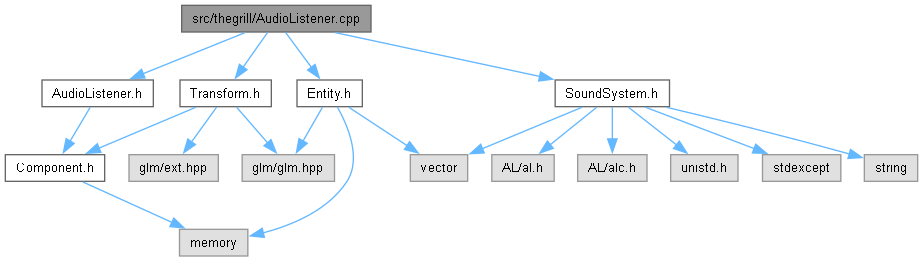 src/thegrill/AudioListener.cpp
AudioListener.h
Transform.h
Entity.h
SoundSystem.h
Component.h
glm/ext.hpp
glm/glm.hpp
vector
AL/al.h
AL/alc.h
unistd.h
stdexcept
string
memory